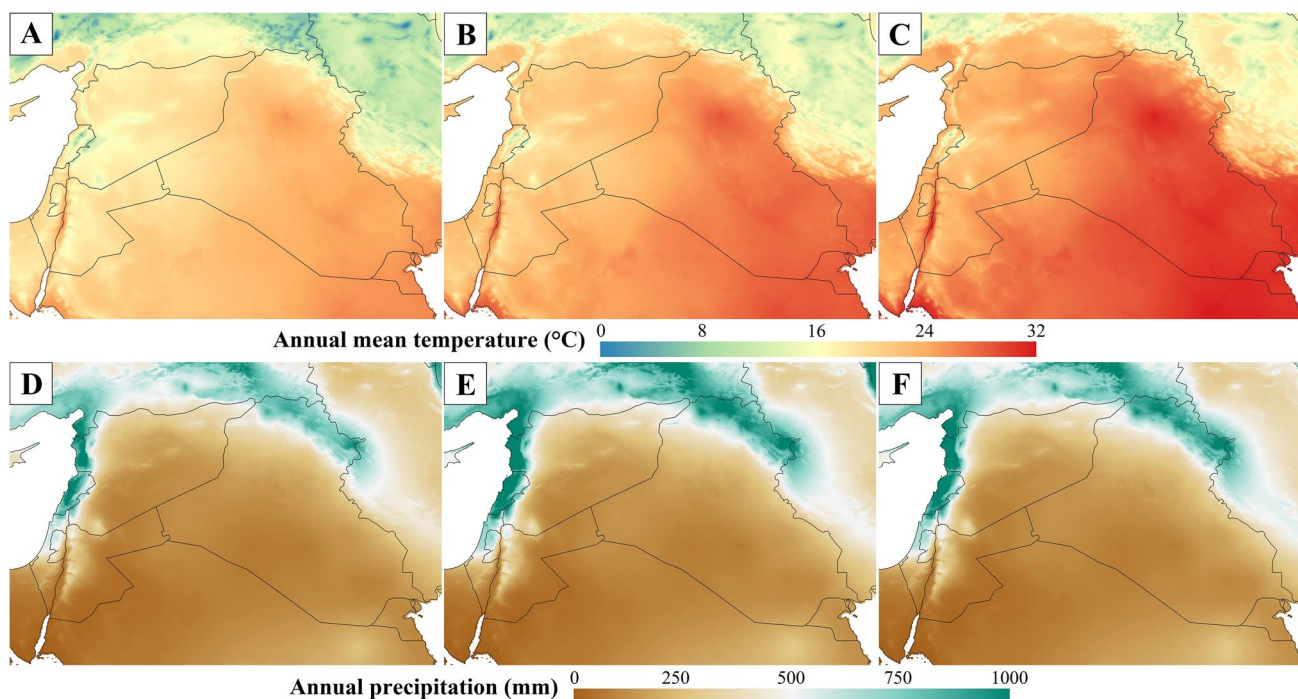 A B C
Annual mean temperature (°C) 0 8 16 24 32
D E F
Annual precipitation (mm) 0 250 500 750 1000